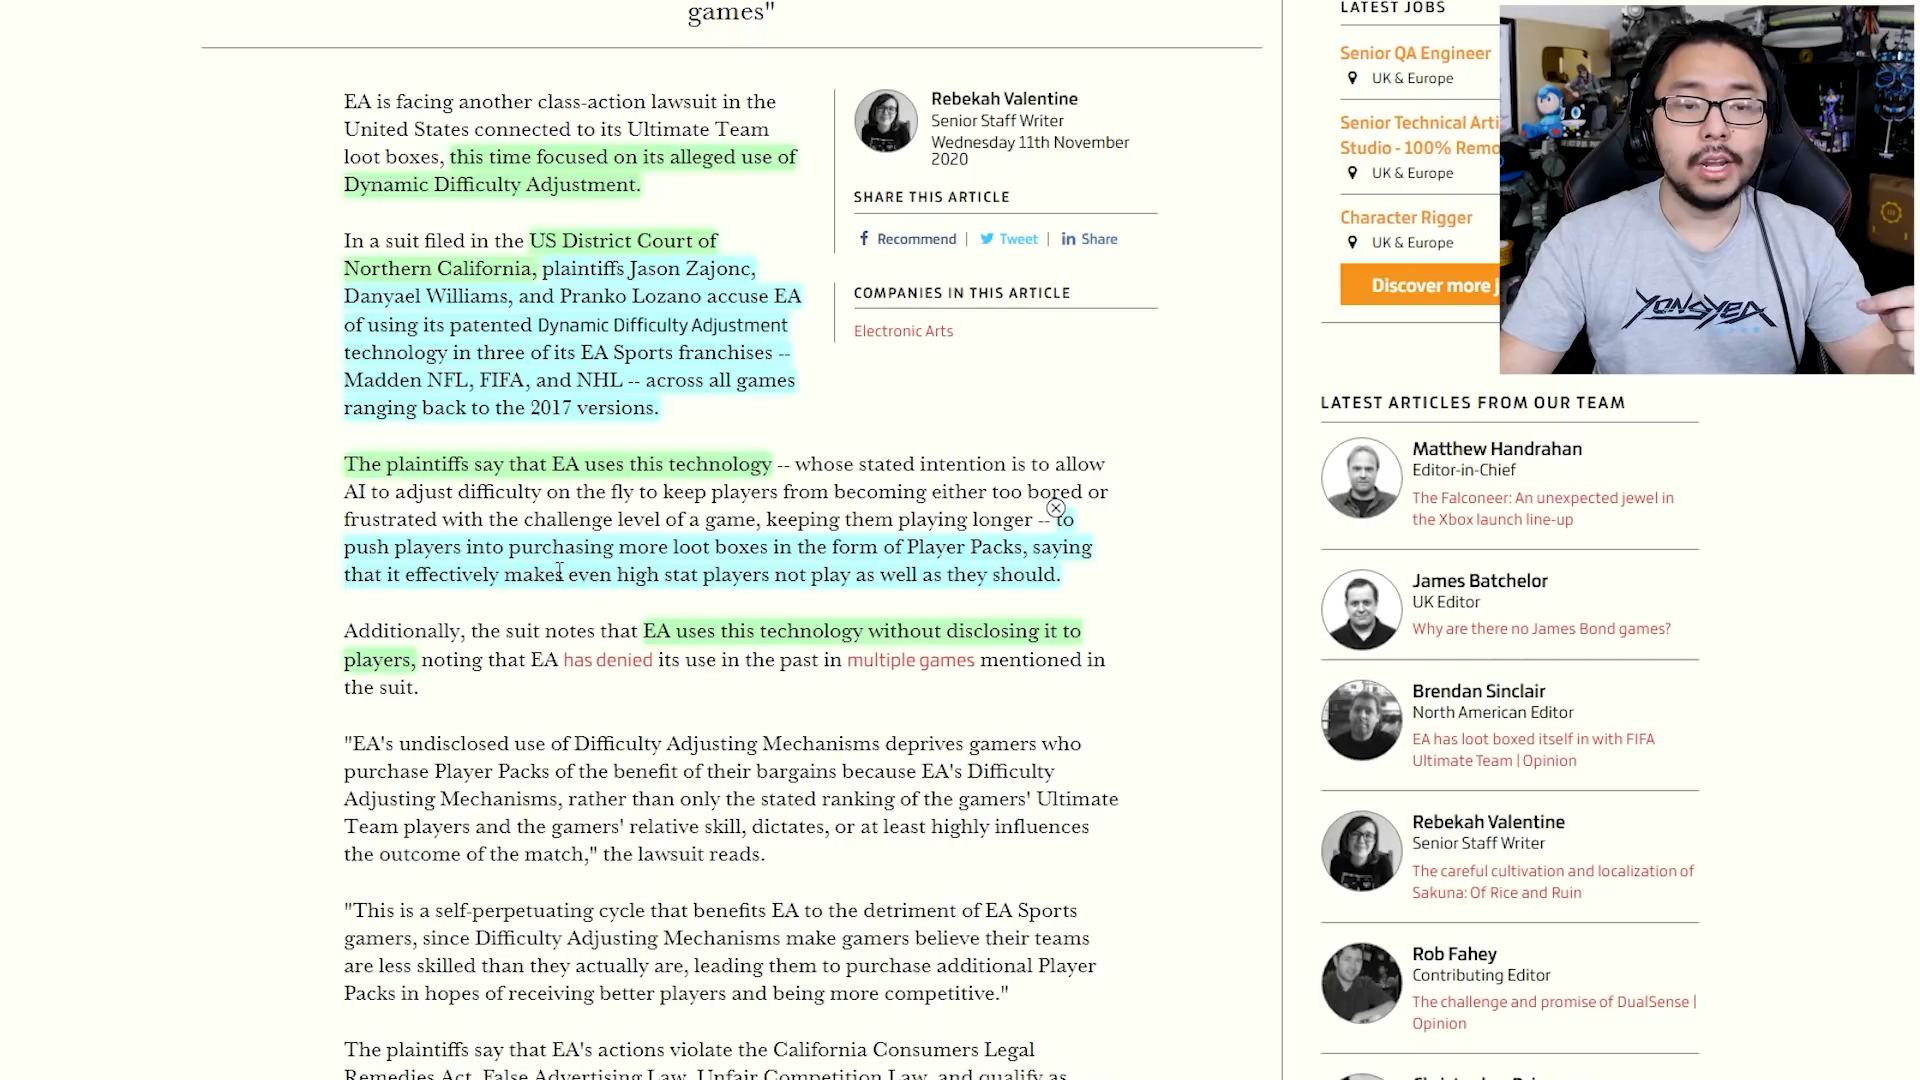 games"
EA is facing another class-action lawsuit in the
United States connected to its Ultimate Team
loot boxes, this time focused on its alleged use of
Dynamic Difficulty Adjustment.
In a suit filed in the US District Court of
Northern California, plaintiffs Jason Zajonc,
Danyael Williams, and Pranko Lozano accuse EA
of using its patented Dynamic Difficulty Adjustment
technology in three of its EA Sports franchises --
Madden NFL, FIFA, and NHL -- across all games
ranging back to the 2017 versions.
The plaintiffs say that EA uses this technology -- whose stated intention is to allow
AI to adjust difficulty on the fly to keep players from becoming either too bored or
frustrated with the challenge level of a game, keeping them playing longer -- to
push players into purchasing more loot boxes in the form of Player Packs, saying
that it effectively makes even high stat players not play as well as they should.
Additionally, the suit notes that EA uses this technology without disclosing it to
players, noting that EA has denied its use in the past in multiple games mentioned in
the suit.
"EA's undisclosed use of Difficulty Adjusting Mechanisms deprives gamers who
purchase Player Packs of the benefit of their bargains because EA's Difficulty
Adjusting Mechanisms, rather than only the stated ranking of the gamers' Ultimate
Team players and the gamers' relative skill, dictates, or at least highly influences
the outcome of the match," the lawsuit reads.
"This is a self-perpetuating cycle that benefits EA to the detriment of EA Sports
gamers, since Difficulty Adjusting Mechanisms make gamers believe their teams
are less skilled than they actually are, leading them to purchase additional Player
Packs in hopes of receiving better players and being more competitive."
The plaintiffs say that EA's actions violate the California Consumers Legal
Remedies Act, False Advertising Law, Unfair Competition Law, and qualify as
Rebekah Valentine
Senior Staff Writer
Wednesday 11th November
2020
SHARE THIS ARTICLE
Recommend | Tweet | Share
COMPANIES IN THIS ARTICLE
Electronic Arts
LATEST JOBS
Senior QA Engineer
UK & Europe
Senior Technical Arti
Studio - 100% Remo
UK & Europe
Character Rigger
UK & Europe
Discover more j
YONGYEA
LATEST ARTICLES FROM OUR TEAM
Matthew Handrahan
Editor-in-Chief
The Falconeer: An unexpected jewel in
the Xbox launch line-up
James Batchelor
UK Editor
Why are there no James Bond games?
Brendan Sinclair
North American Editor
EA has loot boxed itself in with FIFA
Ultimate Team | Opinion
Rebekah Valentine
Senior Staff Writer
The careful cultivation and localization of
Sakuna: Of Rice and Ruin
Rob Fahey
Contributing Editor
The challenge and promise of DualSense |
Opinion